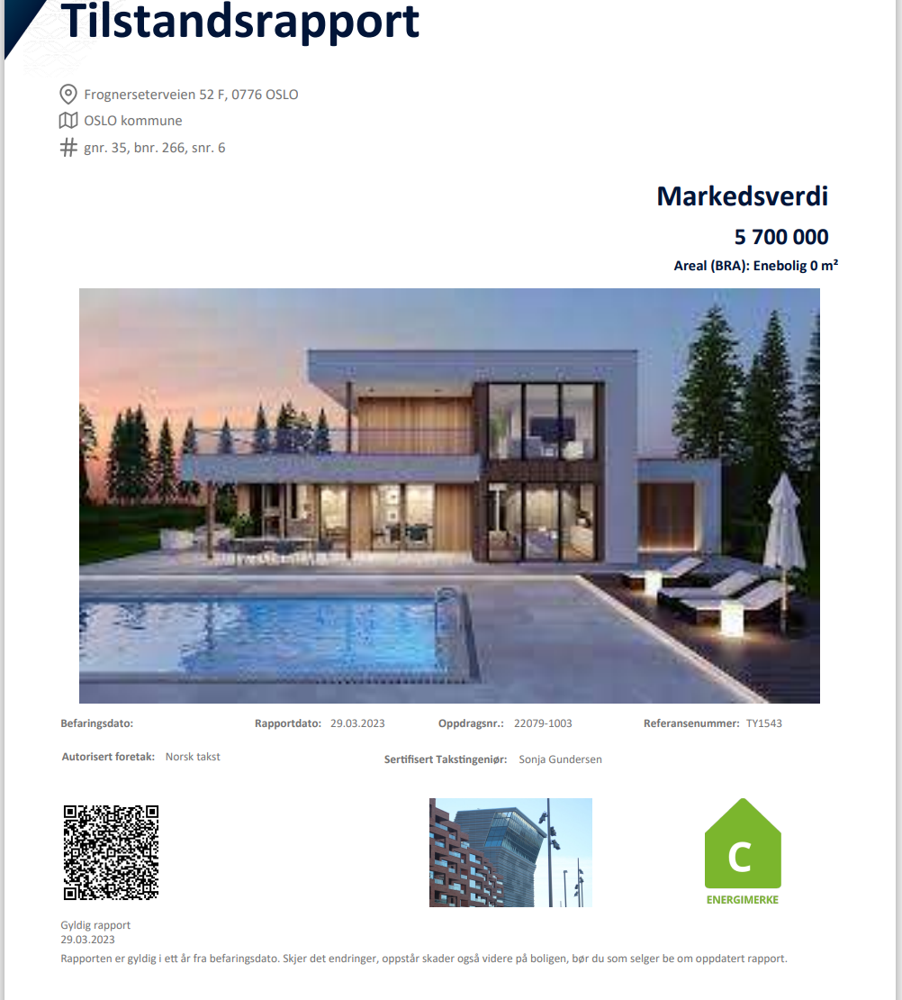 Tilstandsrapport
Frognerseterveien 52 F, 0776 OSLO
OSLO kommune
gnr. 35, bnr. 266, snr. 6
Markedsverdi
5 700 000
Areal (BRA): Enebolig 0 m²
Befaringsdato: Rapportdato: 29.03.2023 Oppdragsnr.: 22079-1003 Referansenummer: TY1543
Autorisert foretak: Norsk takst Sertifisert Takstingeniør: Sonja Gundersen
C
ENERGIMERKE
Gyldig rapport
29.03.2023
Rapporten er gyldig i ett år fra befaringsdato. Skjer det endringer, oppstår skader også videre på boligen, bør du som selger be om oppdatert rapport.